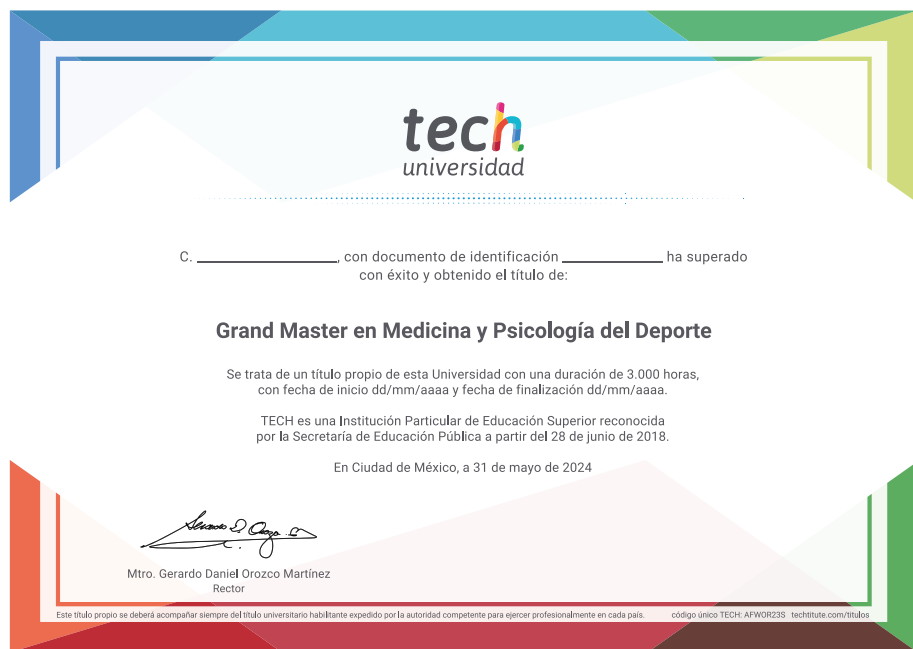 tech
universidad
C. __________________, con documento de identificación _____________ ha superado
con éxito y obtenido el título de:
Grand Master en Medicina y Psicología del Deporte
Se trata de un título propio de esta Universidad con una duración de 3.000 horas,
con fecha de inicio dd/mm/aaaa y fecha de finalización dd/mm/aaaa.
TECH es una Institución Particular de Educación Superior reconocida
por la Secretaría de Educación Pública a partir del 28 de junio de 2018.
En Ciudad de México, a 31 de mayo de 2024
Mtro. Gerardo Daniel Orozco Martínez
Rector
Este título propio se deberá acompañar siempre del título universitario habilitante expedido por la autoridad competente para ejercer profesionalmente en cada país. código único TECH: AFWOR23S techtitute.com/titulos